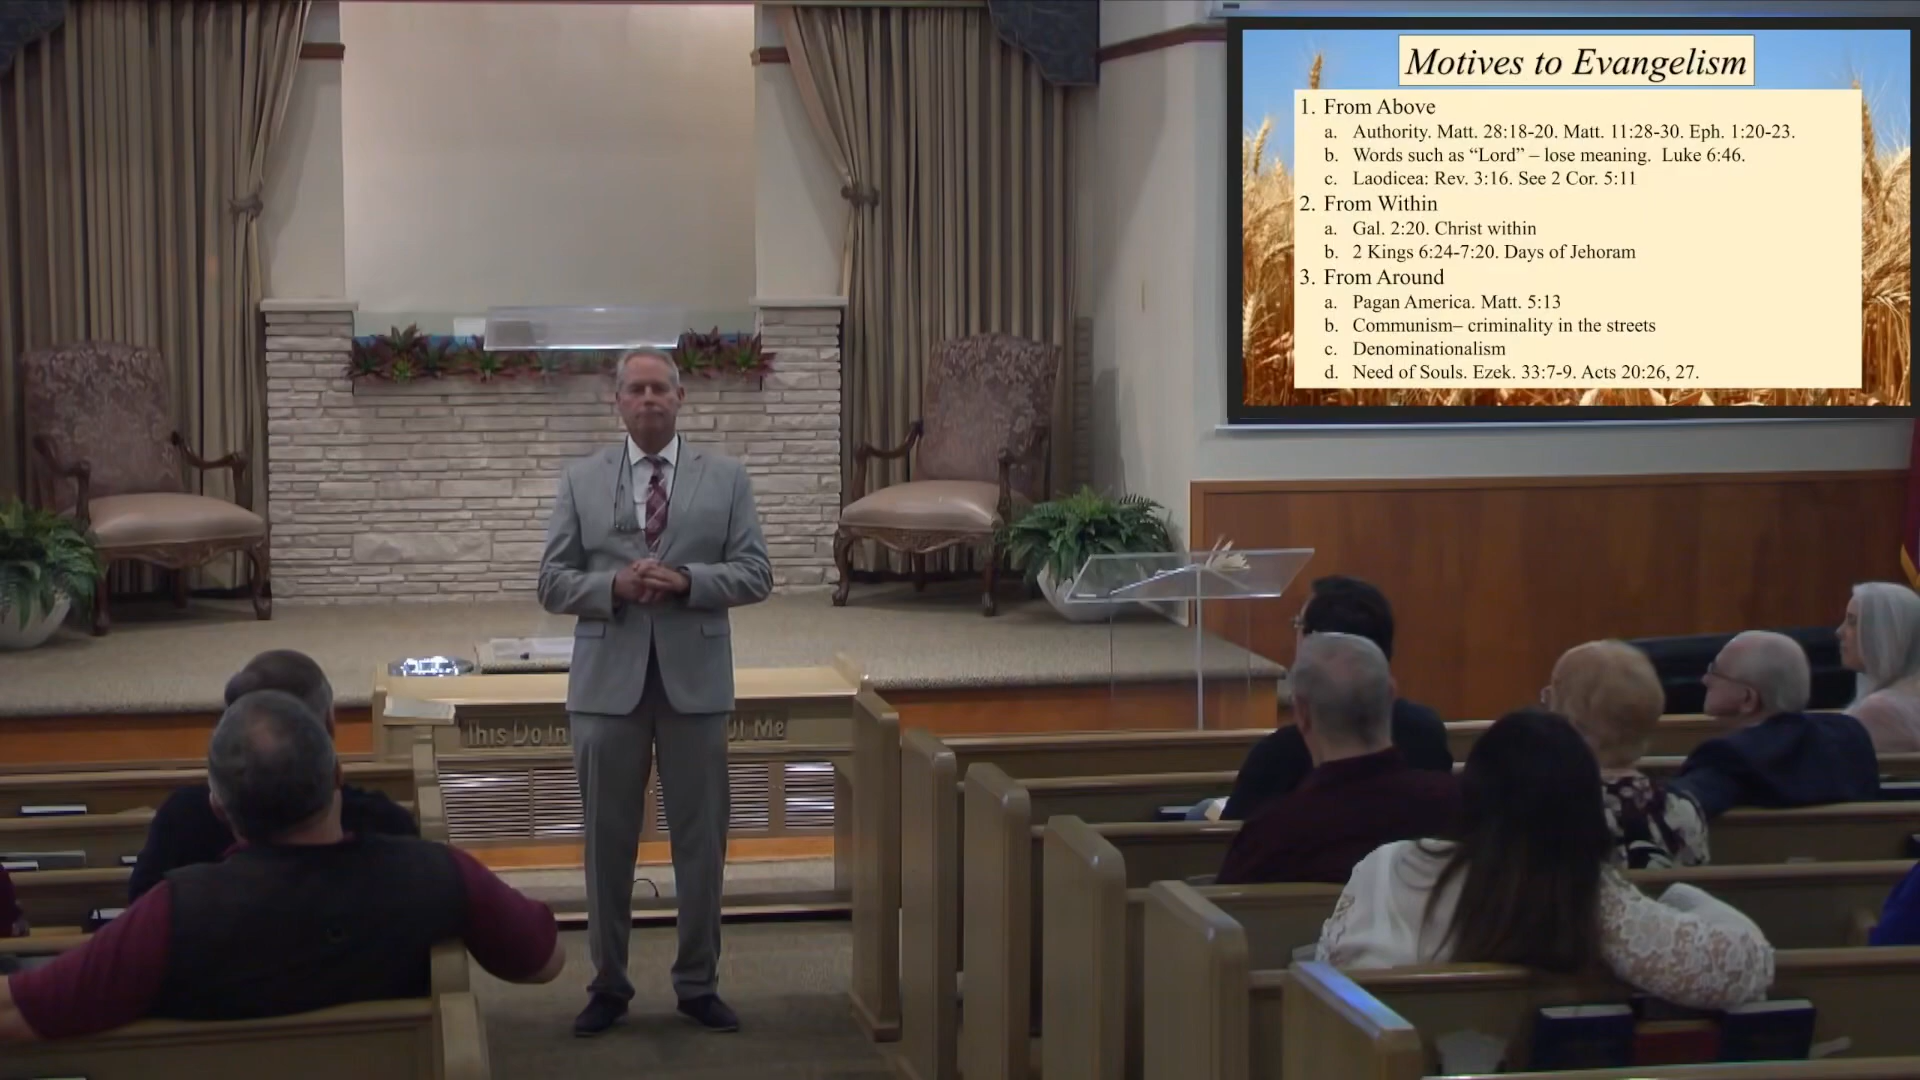 Motives to Evangelism
1. From Above
a. Authority. Matt. 28:18-20. Matt. 11:28-30. Eph. 1:20-23.
b. Words such as “Lord” – lose meaning. Luke 6:46.
c. Laodicea: Rev. 3:16. See 2 Cor. 5:11
2. From Within
a. Gal. 2:20. Christ within
b. 2 Kings 6:24-7:20. Days of Jehoram
3. From Around
a. Pagan America. Matt. 5:13
b. Communism– criminality in the streets
c. Denominationalism
d. Need of Souls. Ezek. 33:7-9. Acts 20:26, 27.
This Do In Of Me